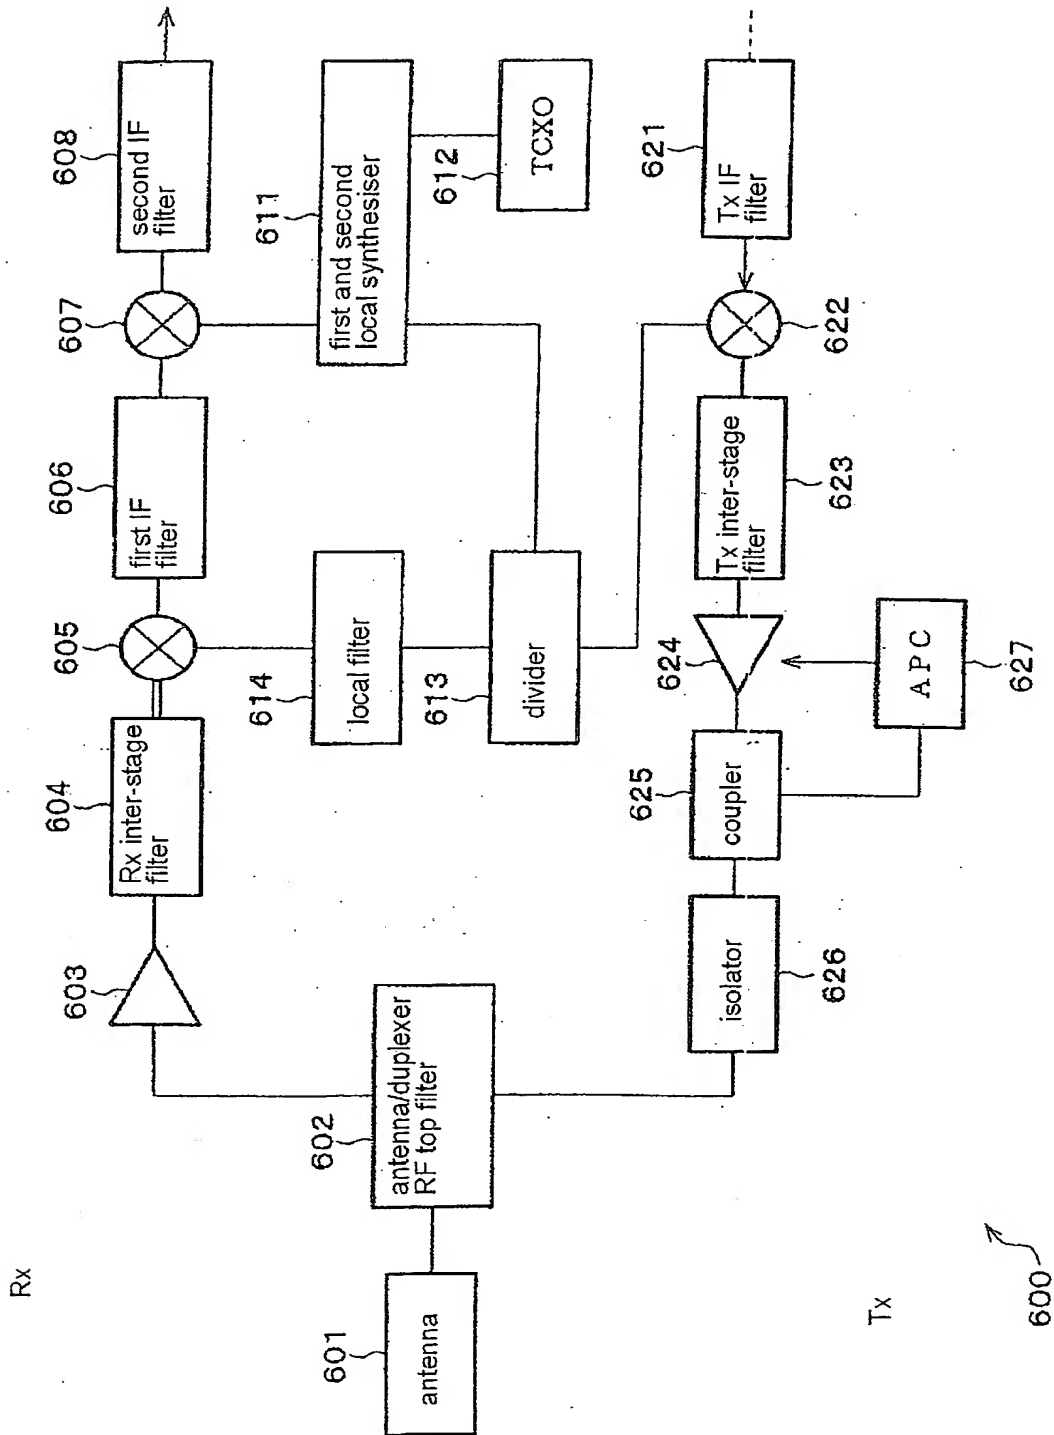 Rx
601
antenna
602
antenna/duplexer
RF top filter
603
604
Rx inter-stage
filter
605
606
first IF
filter
607
608
second IF
filter
611
first and second
local synthesiser
612
TCXO
613
divider
614
local filter
621
Tx IF
filter
622
623
Tx inter-stage
filter
624
625
coupler
626
isolator
627
APC
Tx
600